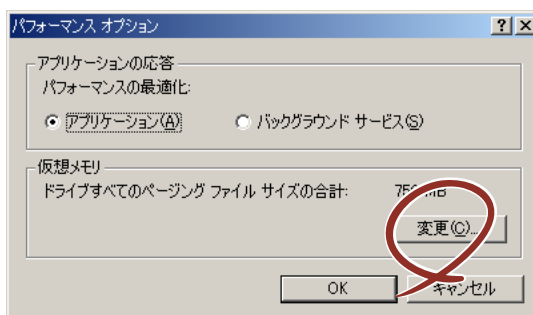 パフォーマンス オプション
アプリケーションの応答
パフォーマンスの最適化:
アプリケーション(A) バックグラウンド サービス(S)
仮想メモリ
ドライブすべてのページング ファイル サイズの合計: MB
変更(C)...
OK キャンセル